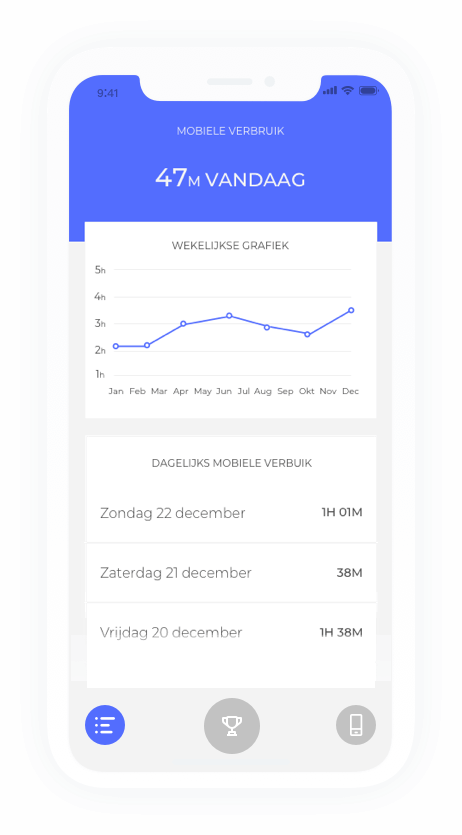 9:41
MOBIELE VERBRUIK
47M VANDAAG
WEKELIJKSE GRAFIEK
5h
4h
3h
2h
1h
Jan Feb Mar Apr May Jun Jul Aug Sep Okt Nov Dec
DAGELIJKS MOBIELE VERBUIK
Zondag 22 december 1H 01M
Zaterdag 21 december 38M
Vrijdag 20 december 1H 38M